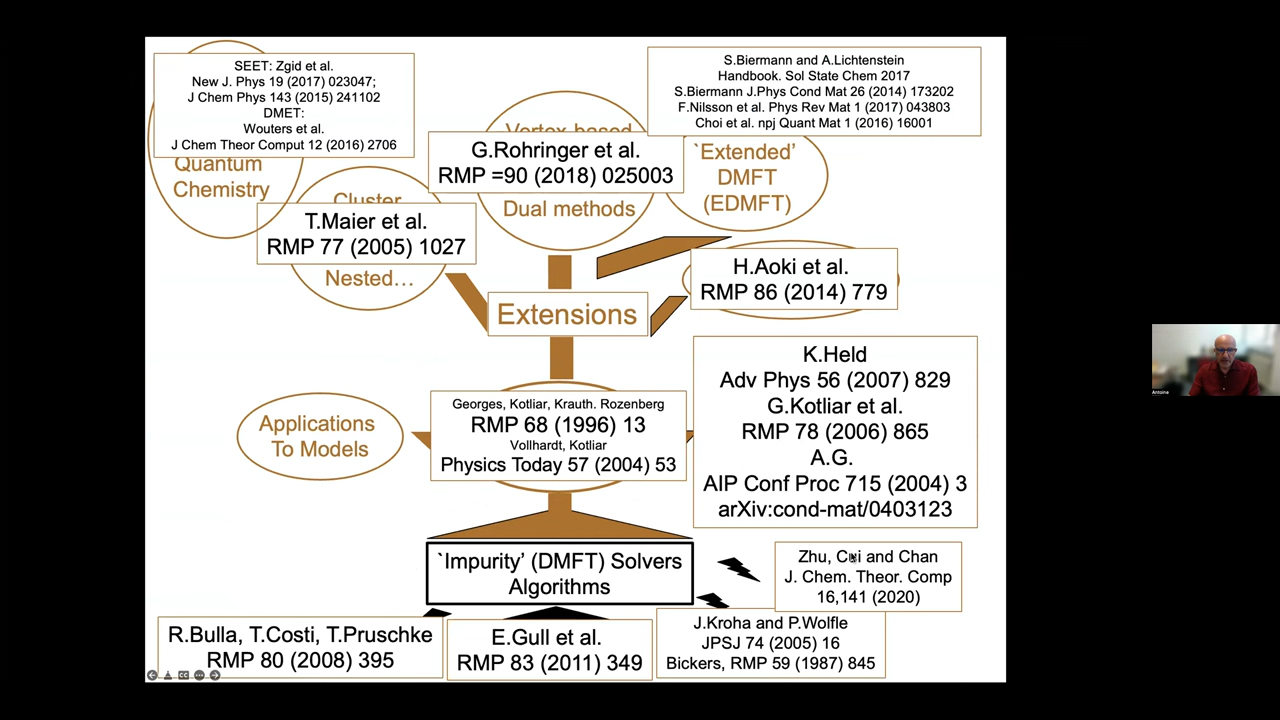 SEET: Zgid et al.
New J. Phys 19 (2017) 023047;
J Chem Phys 143 (2015) 241102
DMET:
Wouters et al.
J Chem Theor Comput 12 (2016) 2706
Quantum
Chemistry
S.Biermann and A.Lichtenstein
Handbook. Sol State Chem 2017
S.Biermann J.Phys Cond Mat 26 (2014) 173202
F.Nilsson et al. Phys Rev Mat 1 (2017) 043803
Choi et al. npj Quant Mat 1 (2016) 16001
Vertex-based
G.Rohringer et al.
RMP =90 (2018) 025003
Dual methods
`Extended'
DMFT
(EDMFT)
Cluster
T.Maier et al.
RMP 77 (2005) 1027
Nested...
H.Aoki et al.
RMP 86 (2014) 779
Extensions
K.Held
Adv Phys 56 (2007) 829
G.Kotliar et al.
RMP 78 (2006) 865
A.G.
AIP Conf Proc 715 (2004) 3
arXiv:cond-mat/0403123
Applications
To Models
Georges, Kotliar, Krauth. Rozenberg
RMP 68 (1996) 13
Vollhardt, Kotliar
Physics Today 57 (2004) 53
`Impurity' (DMFT) Solvers
Algorithms
Zhu, Cui and Chan
J. Chem. Theor. Comp
16,141 (2020)
R.Bulla, T.Costi, T.Pruschke
RMP 80 (2008) 395
E.Gull et al.
RMP 83 (2011) 349
J.Kroha and P.Wolfle
JPSJ 74 (2005) 16
Bickers, RMP 59 (1987) 845
Antoine